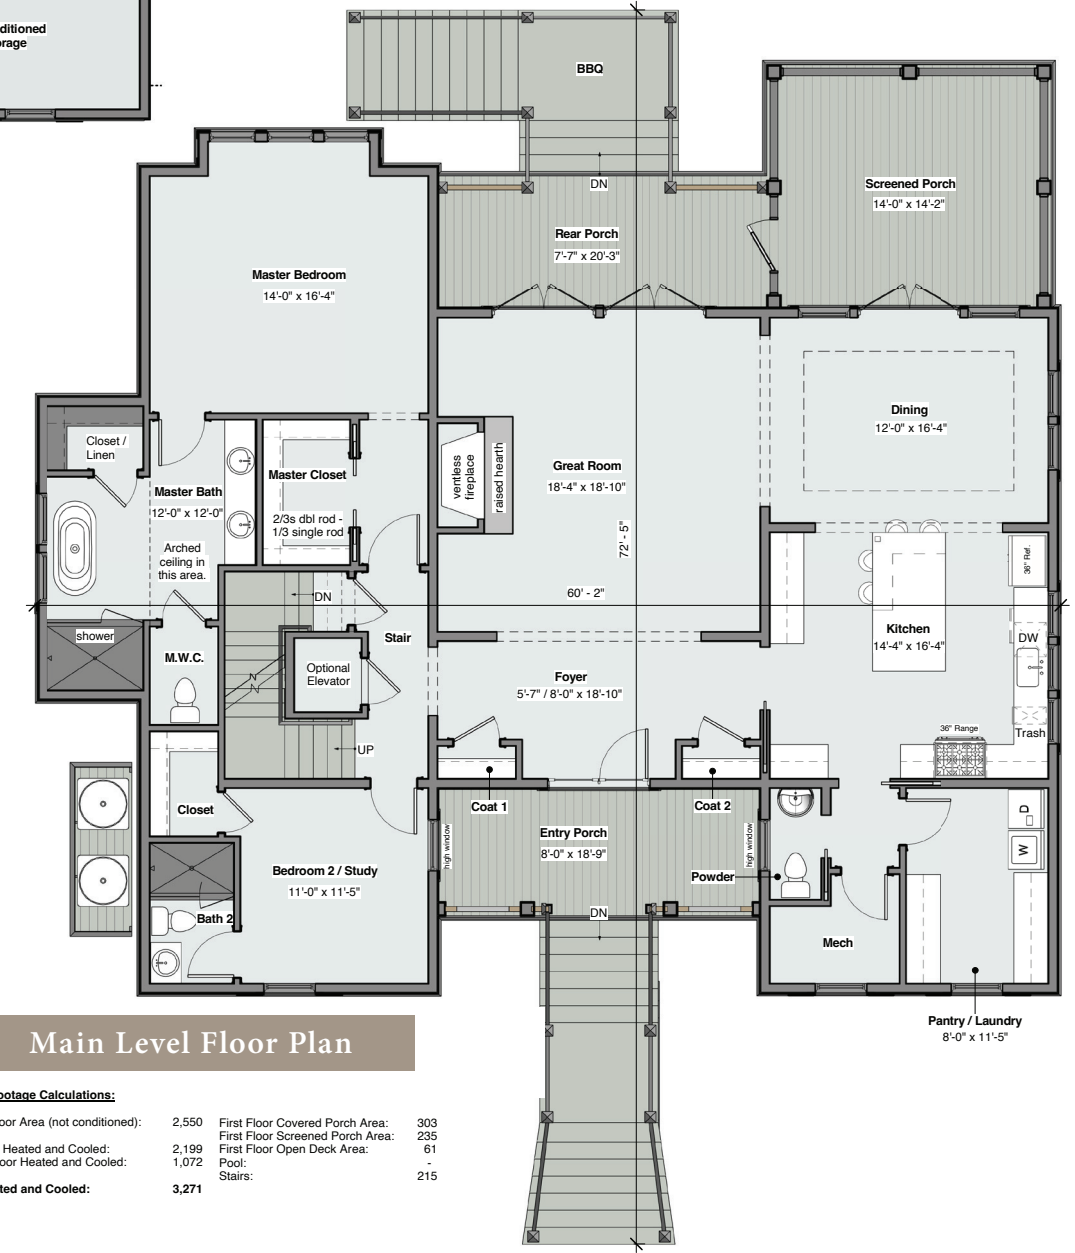 ditioned
rage
BBQ
DN
Screened Porch
14'-0" x 14'-2"
Rear Porch
7'-7" x 20'-3"
Master Bedroom
14'-0" x 16'-4"
Dining
12'-0" x 16'-4"
Closet /
Linen
Master Closet
2/3s dbl rod -
1/3 single rod
ventless
fireplace
raised hearth
Great Room
18'-4" x 18'-10"
Master Bath
12'-0" x 12'-0"
Arched
ceiling in
this area.
72' - 5"
36" Ref.
60' - 2"
DN
Kitchen
14'-4" x 16'-4"
DW
shower
Stair
M.W.C.
Optional
Elevator
Foyer
5'-7" / 8'-0" x 18'-10"
36" Range
Trash
UP
Closet
Coat 1
Coat 2
high window
Entry Porch
8'-0" x 18'-9"
high window
D
W
Bedroom 2 / Study
11'-0" x 11'-5"
Powder
Bath 2
DN
Mech
Pantry / Laundry
8'-0" x 11'-5"
Main Level Floor Plan
ootage Calculations:
oor Area (not conditioned): 2,550
Heated and Cooled: 2,199
oor Heated and Cooled: 1,072
ted and Cooled: 3,271
First Floor Covered Porch Area: 303
First Floor Screened Porch Area: 235
First Floor Open Deck Area: 61
Pool: -
Stairs: 215